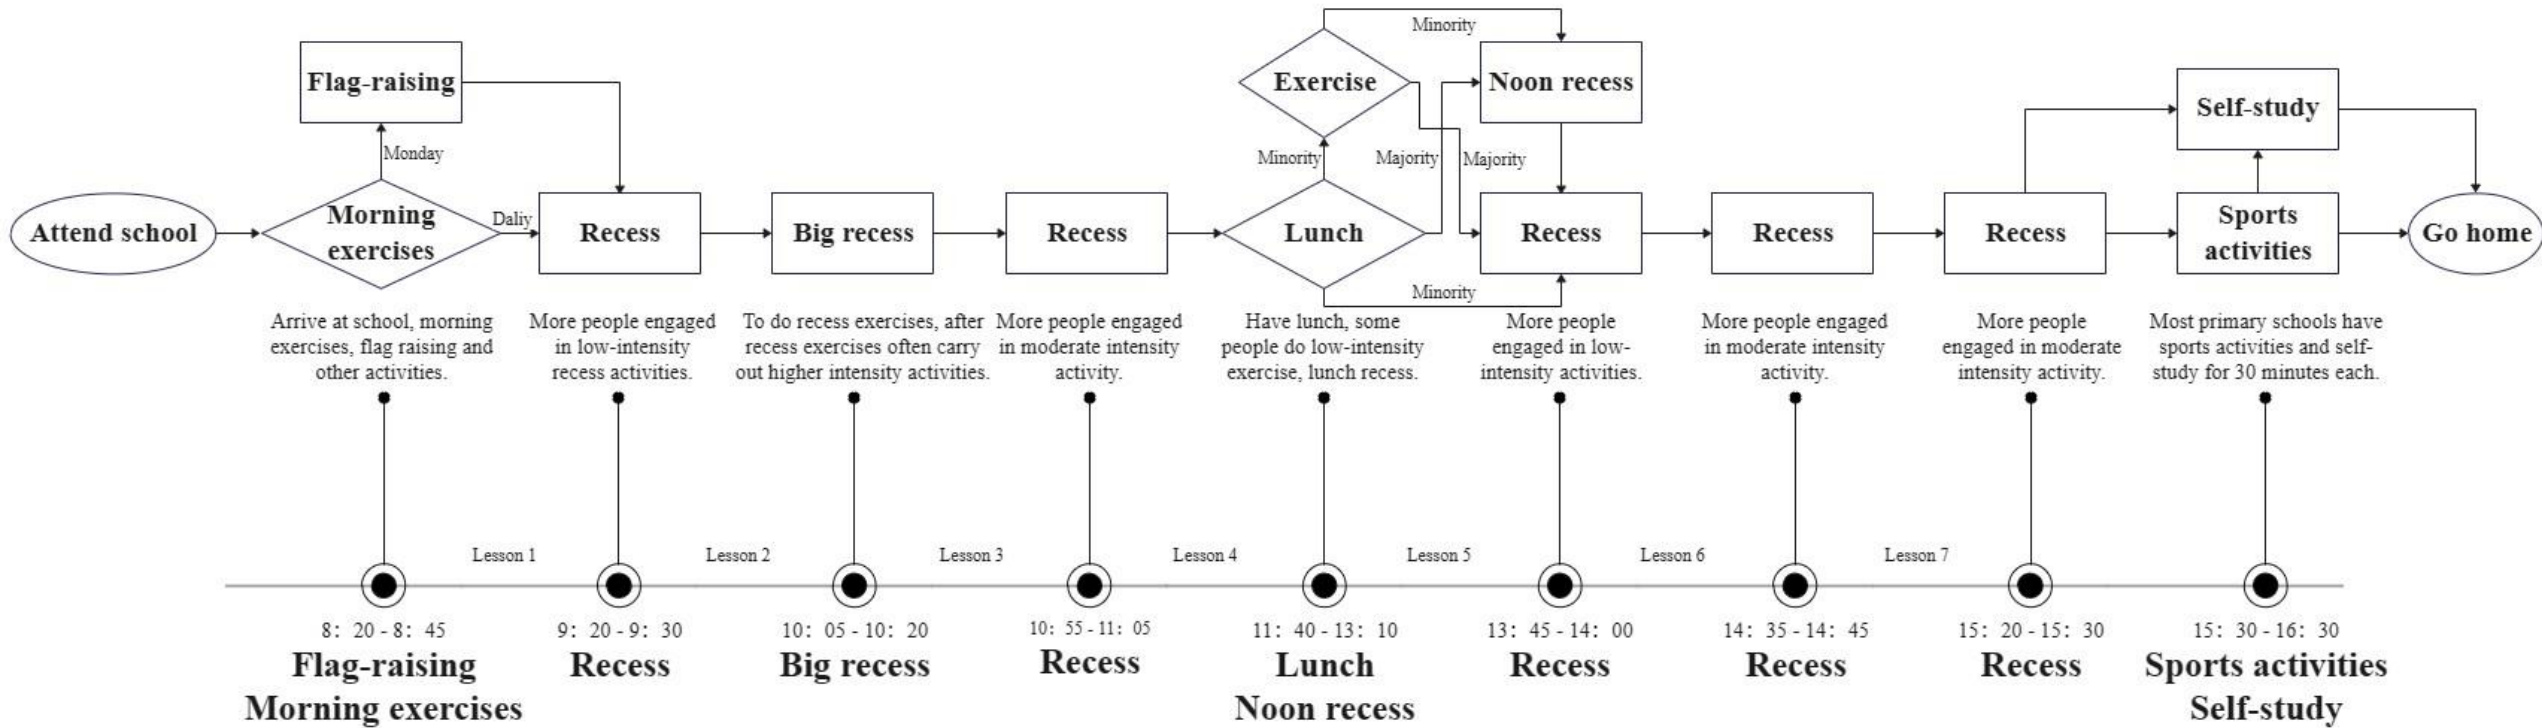 Minority
Flag-raising
Exercise
Noon recess
Self-study
Monday
Minority
Majority
Majority
Attend school
Morning
exercises
Daliy
Recess
Big recess
Recess
Lunch
Recess
Recess
Recess
Sports
activities
Go home
Minority
Arrive at school, morning
exercises, flag raising and
other activities.
More people engaged
in low-intensity
recess activities.
To do recess exercises, after
recess exercises often carry
out higher intensity activities.
More people engaged
in moderate intensity
activity.
Have lunch, some
people do low-intensity
exercise, lunch recess.
More people
engaged in low-
intensity activities.
More people engaged
in moderate intensity
activity.
More people
engaged in moderate
intensity activity.
Most primary schools have
sports activities and self-
study for 30 minutes each.
Lesson 1
Lesson 2
Lesson 3
Lesson 4
Lesson 5
Lesson 6
Lesson 7
8: 20 - 8: 45
9: 20 - 9: 30
10: 05 - 10: 20
10: 55 - 11: 05
11: 40 - 13: 10
13: 45 - 14: 00
14: 35 - 14: 45
15: 20 - 15: 30
15: 30 - 16: 30
Flag-raising
Morning exercises
Recess
Big recess
Recess
Lunch
Noon recess
Recess
Recess
Recess
Sports activities
Self-study